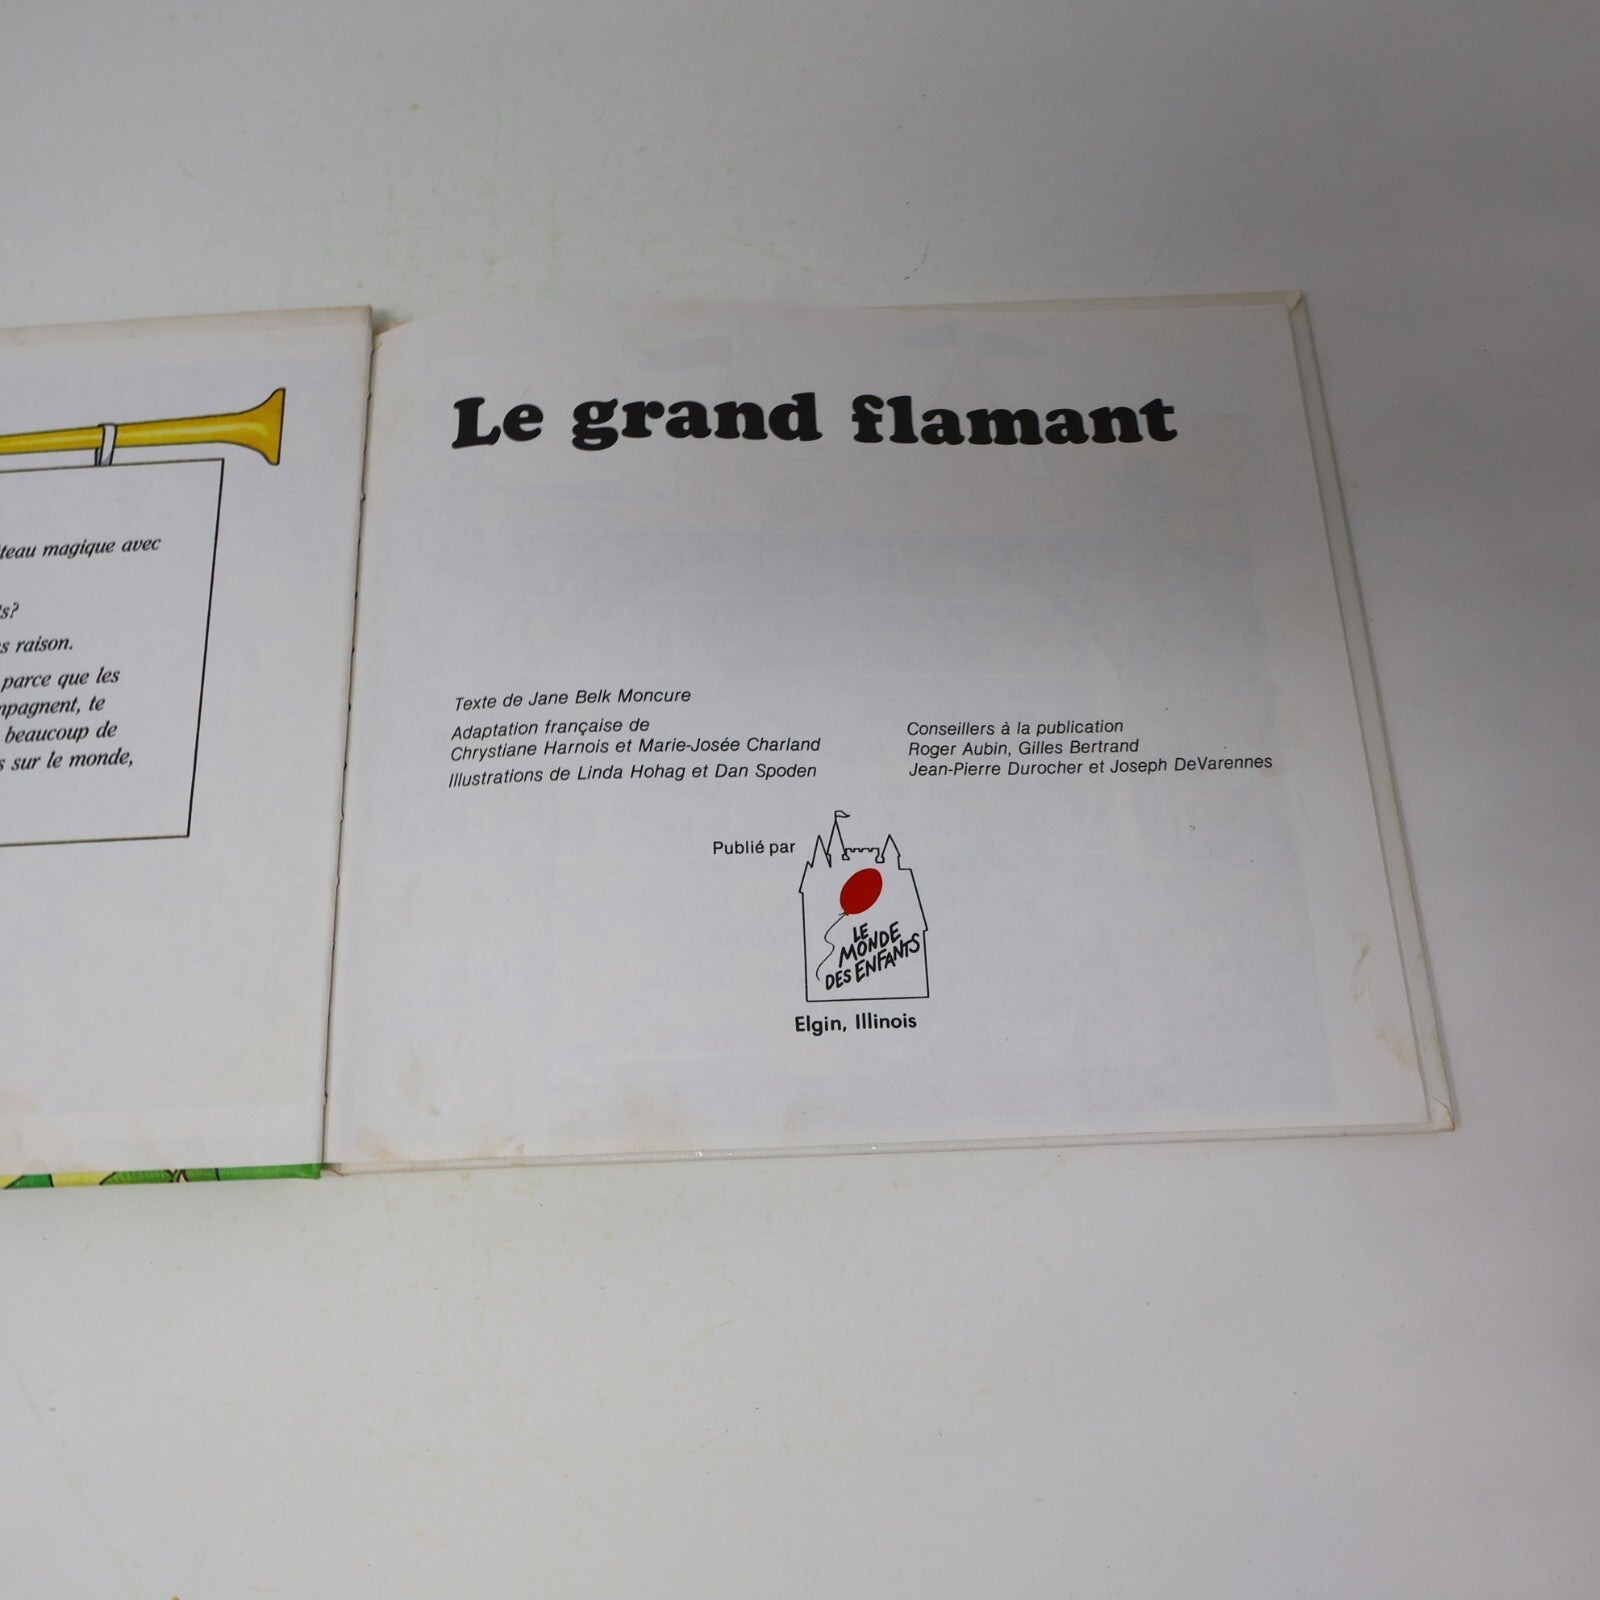 magique avec
raison.
parce que les
te
beaucoup de
sur le monde,
Le grand flamant
Texte de Jane Belk Moncure
Adaptation française de
Chrystiane Harnois et Marie-Josée Charland
Illustrations de Linda Hohag et Dan Spoden
Conseillers à la publication
Roger Aubin, Gilles Bertrand
Jean-Pierre Durocher et Joseph DeVarennes
Publié par
LE
MONDE
DES ENFANTS
Elgin, Illinois